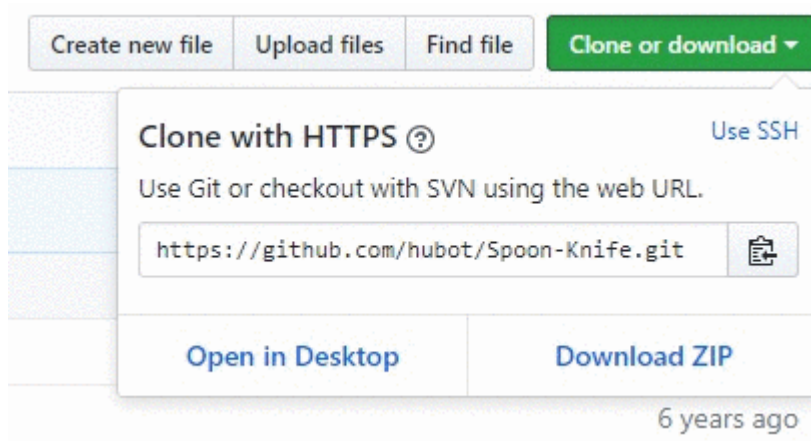 Create new file Upload files Find file Clone or download
Clone with HTTPS Use SSH
Use Git or checkout with SVN using the web URL.
https://github.com/hubot/Spoon-Knife.git
Open in Desktop Download ZIP
6 years ago